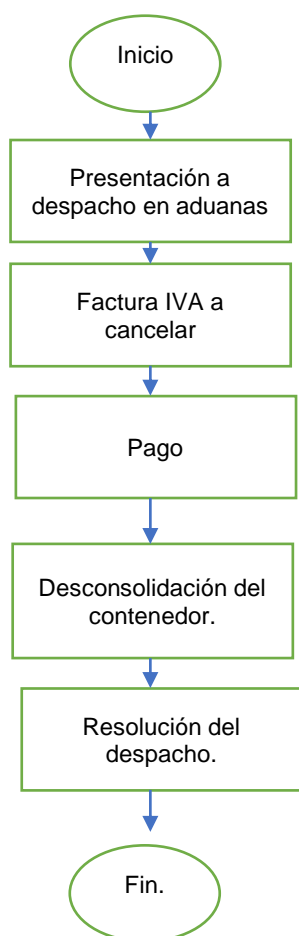 Inicio
Presentación a
despacho en aduanas
Factura IVA a
cancelar
Pago
Desconsolidación del
contenedor.
Resolución del
despacho.
Fin.